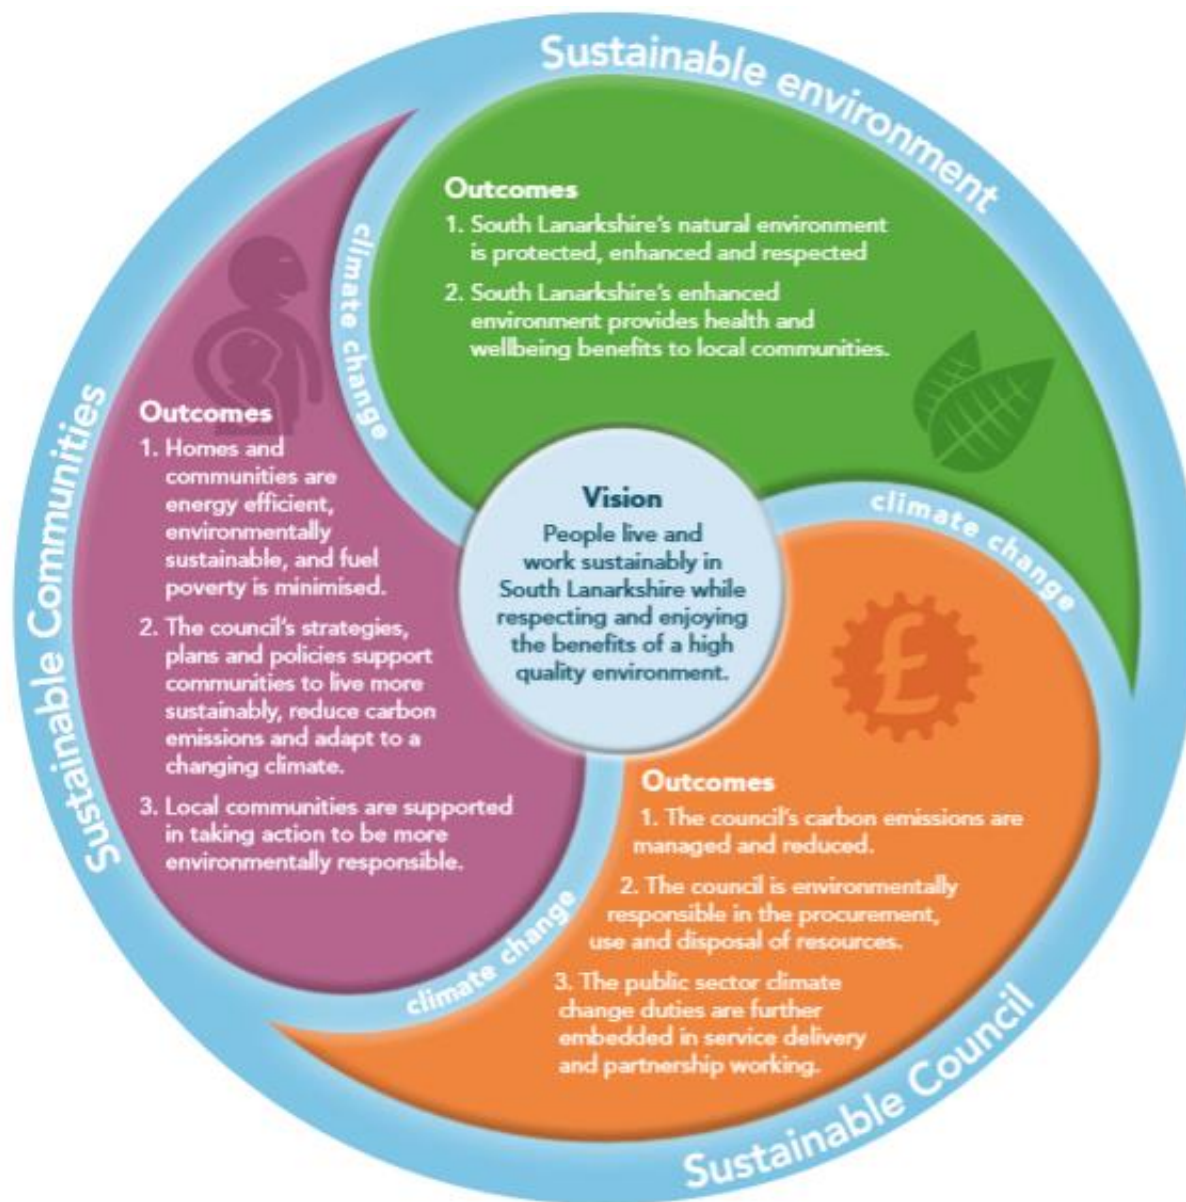 Sustainable environment
Outcomes
1. South Lanarkshire's natural environment
is protected, enhanced and respected
2. South Lanarkshire's enhanced
environment provides health and
wellbeing benefits to local communities.
climate change
Sustainable Communities
Outcomes
1. Homes and
communities are
energy efficient,
environmentally
sustainable, and fuel
poverty is minimised.
2. The council's strategies,
plans and policies support
communities to live more
sustainably, reduce carbon
emissions and adapt to a
changing climate.
3. Local communities are supported
in taking action to be more
environmentally responsible.
Vision
People live and
work sustainably in
South Lanarkshire while
respecting and enjoying
the benefits of a high
quality environment.
climate change
£
Outcomes
1. The council's carbon emissions are
managed and reduced.
2. The council is environmentally
responsible in the procurement,
use and disposal of resources.
3. The public sector climate
change duties are further
embedded in service delivery
and partnership working.
climate change
Sustainable Council